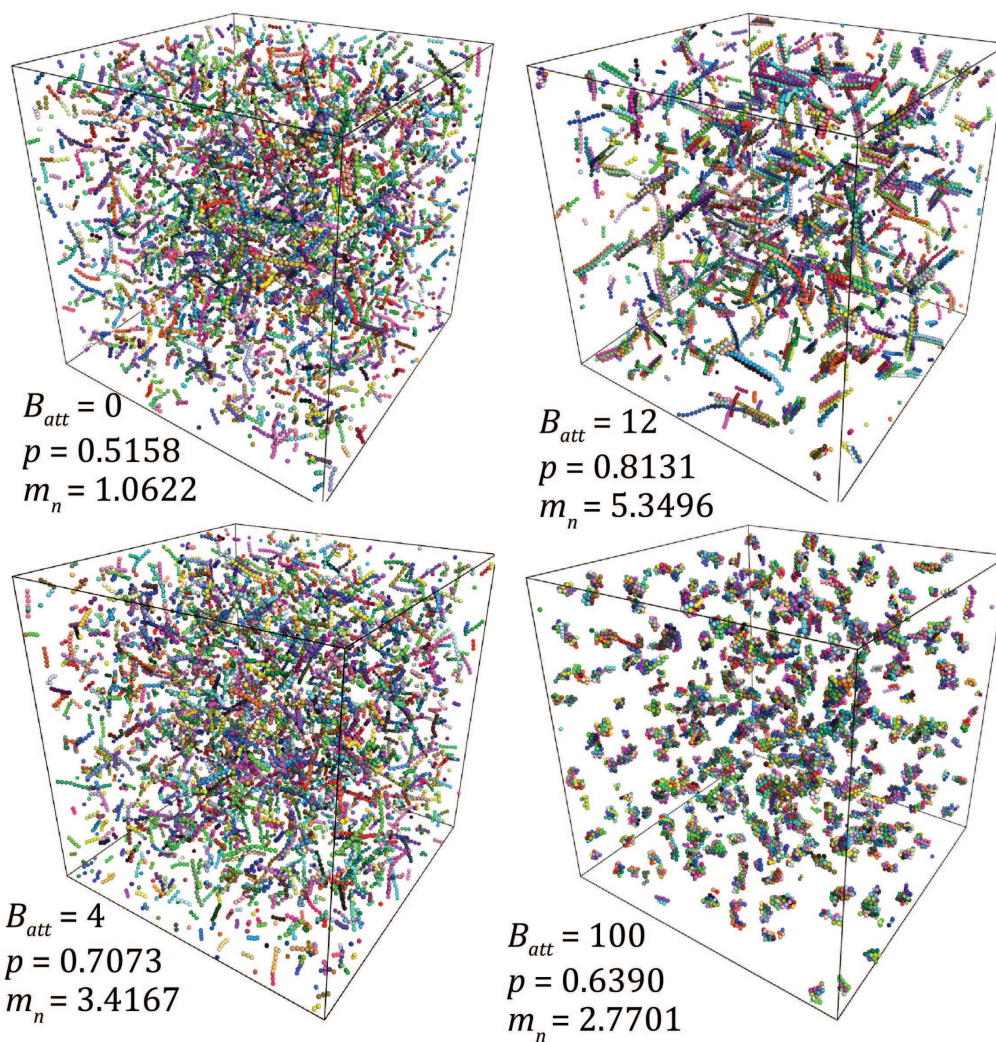 B_att = 0
p = 0.5158
m_n = 1.0622
B_att = 12
p = 0.8131
m_n = 5.3496
B_att = 4
p = 0.7073
m_n = 3.4167
B_att = 100
p = 0.6390
m_n = 2.7701